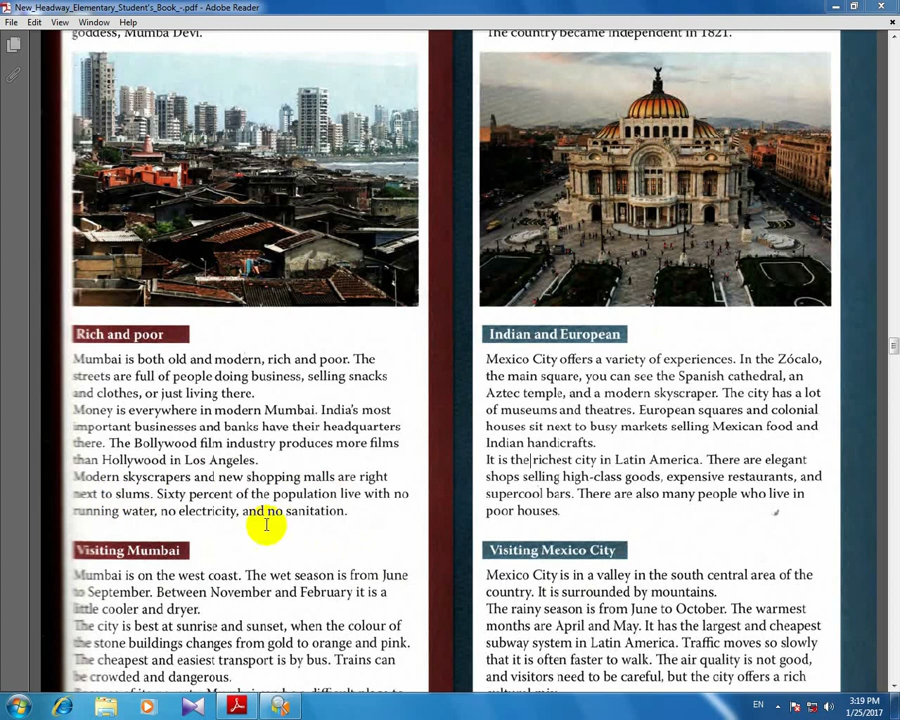 New_Headway_Elementary_Student's_Book_-.pdf - Adobe Reader
File Edit View Window Help
goddess, Mumba Devi.
Rich and poor
Mumbai is both old and modern, rich and poor. The
streets are full of people doing business, selling snacks
and clothes, or just living there.
Money is everywhere in modern Mumbai. India's most
important businesses and banks have their headquarters
there. The Bollywood film industry produces more films
than Hollywood in Los Angeles.
Modern skyscrapers and new shopping malls are right
next to slums. Sixty percent of the population live with no
running water, no electricity, and no sanitation.
Visiting Mumbai
Mumbai is on the west coast. The wet season is from June
to September. Between November and February it is a
little cooler and dryer.
The city is best at sunrise and sunset, when the colour of
the stone buildings changes from gold to orange and pink.
The cheapest and easiest transport is by bus. Trains can
be crowded and dangerous.
The country became independent in 1821.
Indian and European
Mexico City offers a variety of experiences. In the Zócalo,
the main square, you can see the Spanish cathedral, an
Aztec temple, and a modern skyscraper. The city has a lot
of museums and theatres. European squares and colonial
houses sit next to busy markets selling Mexican food and
Indian handicrafts.
It is the richest city in Latin America. There are elegant
shops selling high-class goods, expensive restaurants, and
supercool bars. There are also many people who live in
poor houses.
Visiting Mexico City
Mexico City is in a valley in the south central area of the
country. It is surrounded by mountains.
The rainy season is from June to October. The warmest
months are April and May. It has the largest and cheapest
subway system in Latin America. Traffic moves so slowly
that it is often faster to walk. The air quality is not good,
and visitors need to be careful, but the city offers a rich
EN
3:19 PM
1/25/2017